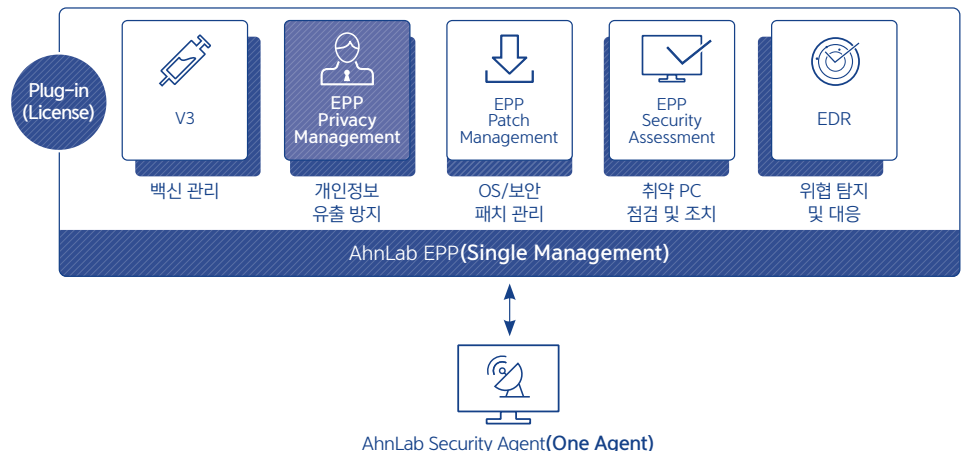 Plug-in
(License)
V3
EPP
Privacy
Management
EPP
Patch
Management
EPP
Security
Assessment
EDR
백신 관리
개인정보
유출 방지
OS/보안
패치 관리
취약 PC
점검 및 조치
위협 탐지
및 대응
AhnLab EPP(Single Management)
AhnLab Security Agent(One Agent)